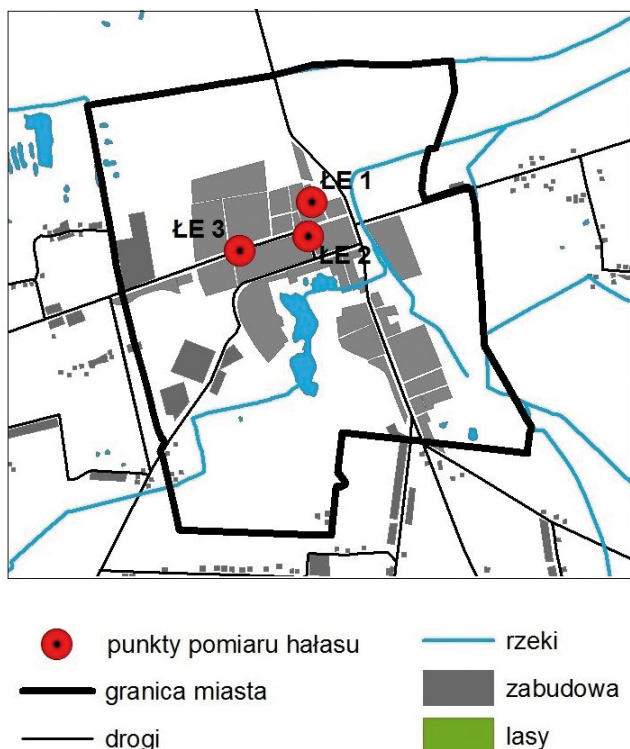 ŁE 1
ŁE 3
ŁE 2
punkty pomiaru hałasu
granica miasta
drogi
rzeki
zabudowa
lasy